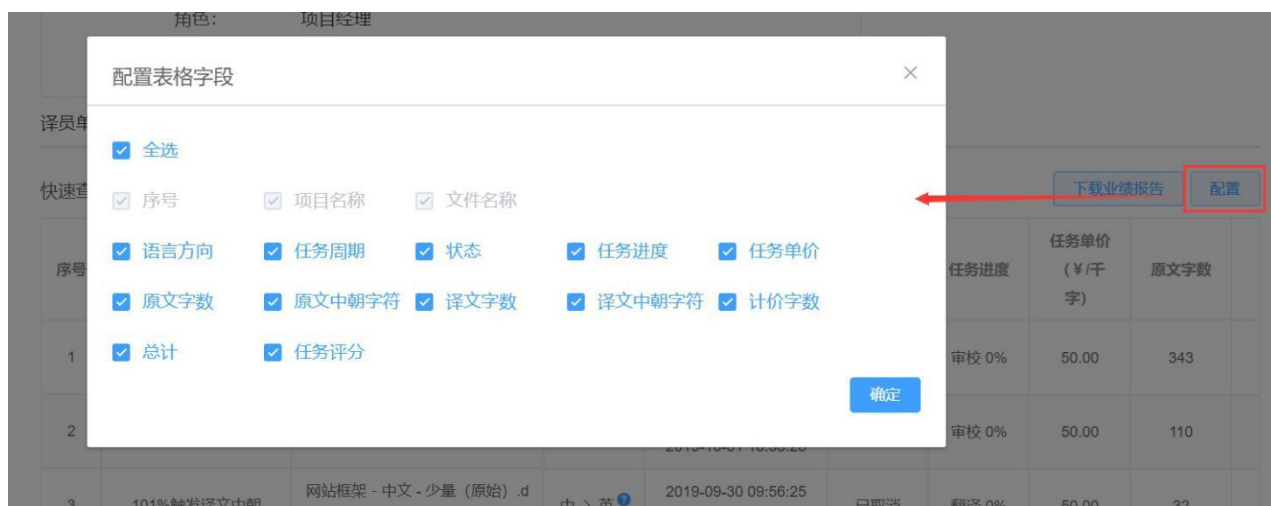 角色： 项目经理
配置表格字段
译员单
全选
快速查
下载业绩报告 配置
序号 项目名称 文件名称
语言方向 任务周期 状态 任务进度 任务单价
序号
任务进度
任务单价
(¥/千
字)
原文字数
原文字数 原文中朝字符 译文字数 译文中朝字符 计价字数
总计 任务评分
1
审校 0% 50.00 343
确定
2
审校 0% 50.00 110
网站框架 - 中文 - 少量（原始）.d
2019-09-30 09:56:25